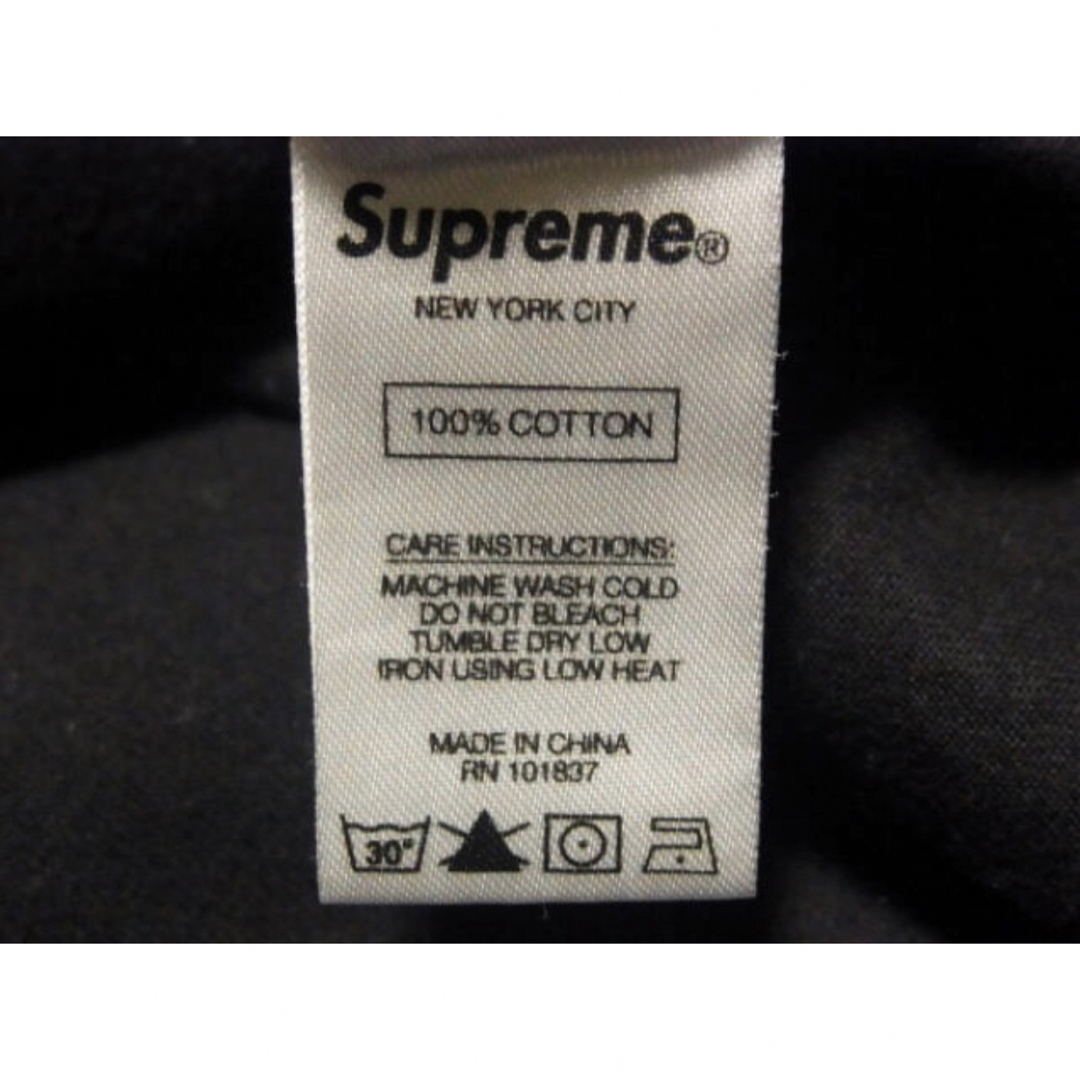 Supreme®
NEW YORK CITY
100% COTTON
CARE INSTRUCTIONS:
MACHINE WASH COLD
DO NOT BLEACH
TUMBLE DRY LOW
IRON USING LOW HEAT
MADE IN CHINA
RN 101837
30°